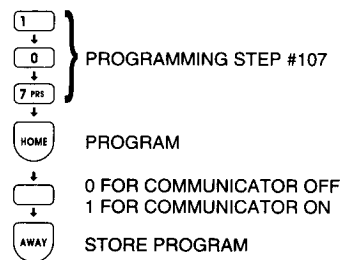 1
0
7 PRS
PROGRAMMING STEP #107
HOME
PROGRAM
0 FOR COMMUNICATOR OFF
1 FOR COMMUNICATOR ON
AWAY
STORE PROGRAM